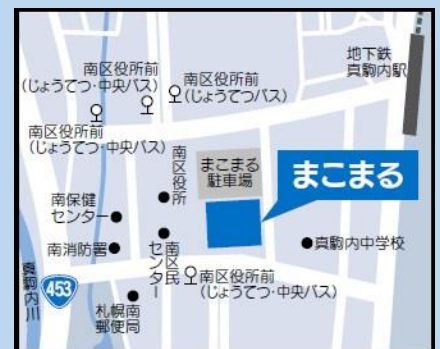 地下鉄
真駒内駅
南区役所前
(じょうてつ・中央バス)
南区役所前
(じょうてつバス)
南区役所前
(じょうてつ・中央バス)
南区役所
まこまる
駐車場
まこまる
南保健
センター
南消防署
南区民
センター
真駒内中学校
南区役所前
(じょうてつ・中央バス)
真駒内川
453
札幌南
郵便局